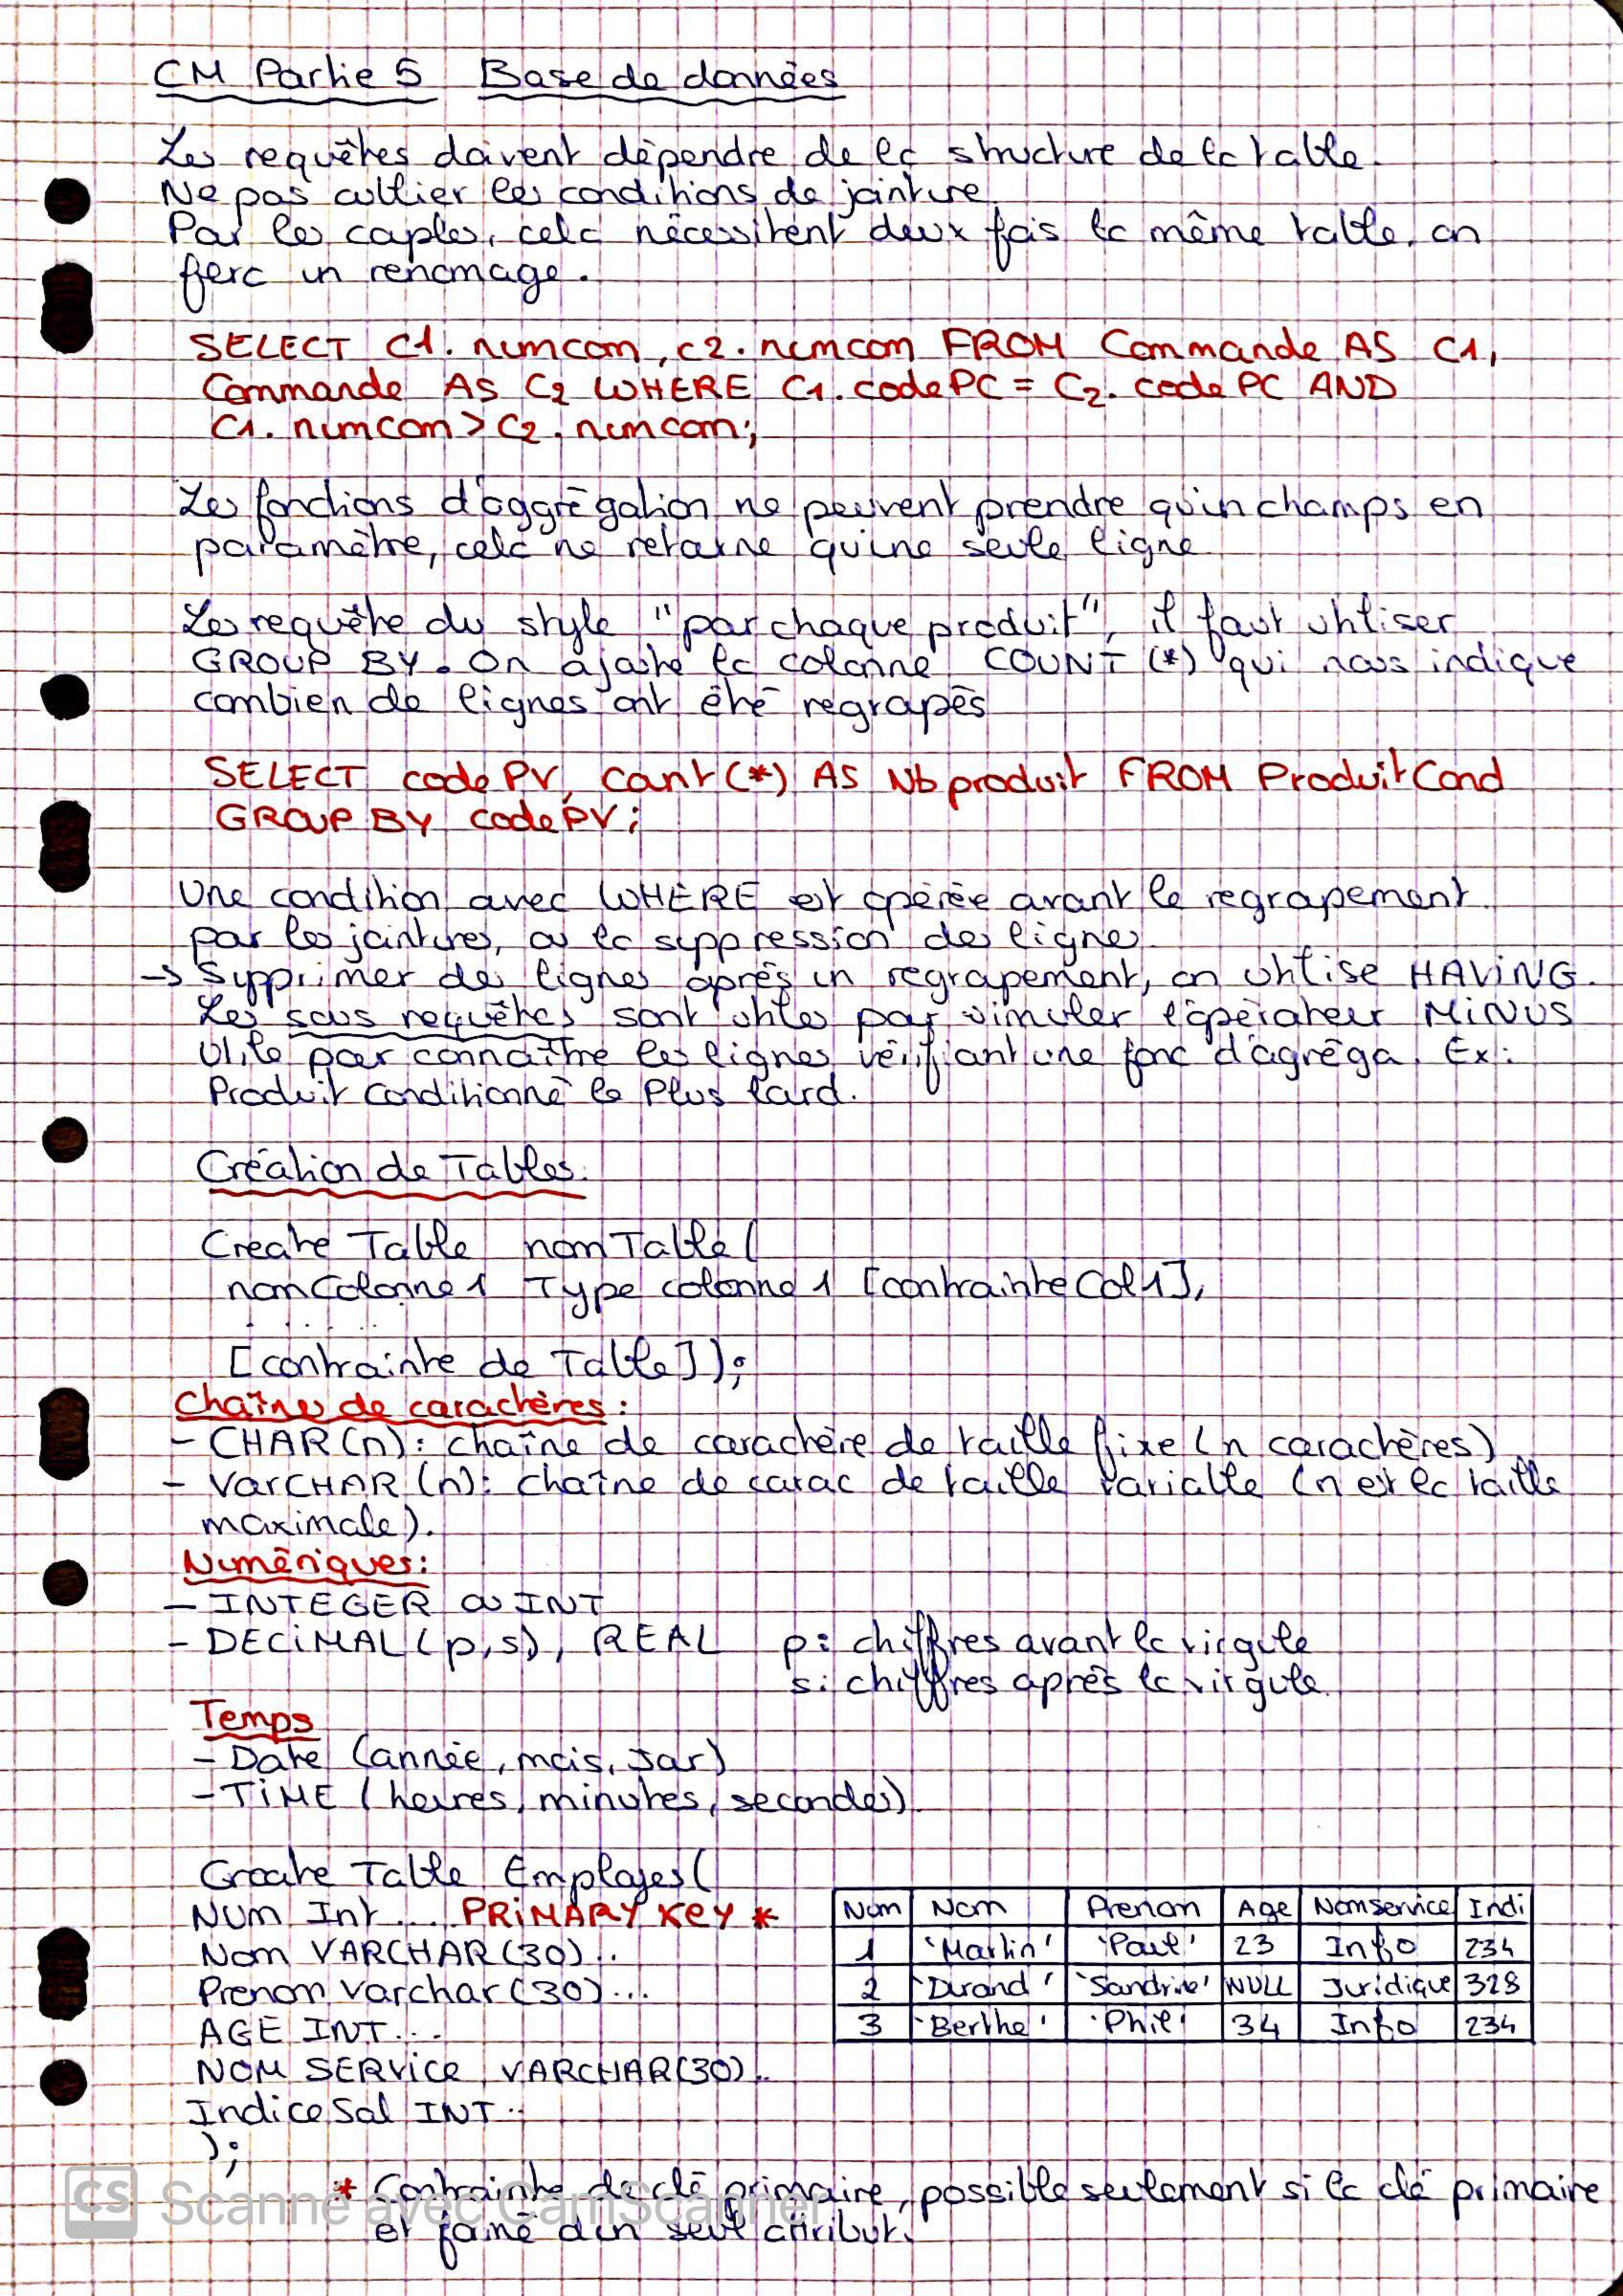 CM Partie 5 Base de données
Les requêtes doivent dépendre de la structure de la table.
Ne pas oublier les conditions de jointure.
Pour les couples, cela nécessitent deux fois la même table, on
fera un renomage.
SELECT C1.numcom, C2.numcom FROM Commande AS C1,
Commande AS C2 WHERE C1.codePC = C2.codePC AND
C1.numcom > C2.numcom;
Les fonctions d'aggrégation ne peuvent prendre qu'un champs en
paramètre, cela ne retourne qu'une seule ligne
Les requête du style "pour chaque produit", il faut utiliser
GROUP BY. On ajoute la colonne COUNT (*) qui nous indique
combien de lignes ont été regroupés
SELECT codePV, count(*) AS Nbproduit FROM ProduitCond
GROUP BY codePV;
Une condition avec WHERE est opérée avant le regroupement.
pour les jointures, ou la suppression de ligne.
→ Supprimer des lignes après un regroupement, on utilise HAVING.
Les sous requêtes sont utiles pour simuler l'opérateur MINUS
Utile pour connaître les lignes vérifiant une fonc d'agréga. Ex:
Produit conditionné le Plus tard.
Création de Tables.
Create Table nomTable(
nomColonne1 Type colonne 1 [contrainteCol1],
. . . . . .
[contrainte de Table]);
Chaîne de caractères:
- CHAR(n): chaîne de caractère de taille fixe (n caractères)
- VarCHAR (n): chaîne de carac de taille variable (n est la taille
maximale).
Numériques:
- INTEGER ou INT
- DECIMAL(p,s), REAL p: chiffres avant la virgule
s: chiffres après la virgule.
Temps
- Date (année, mois, Jour)
- TIME (heures, minutes, secondes)
Create Table Employes(
Num Int .... PRIMARY KEY *
Nom VARCHAR(30)...
Prenom Varchar(30)...
AGE INT...
NOM SERVICE VARCHAR(30)..
IndiceSal INT..
);
Num Nom Prenom Age Nomservice Indi
1 'Martin' 'Paul' 23 Info 234
2 'Durand' 'Sandrine' NULL Juridique 328
3 'Berthe' 'Phil' 34 Info 234
* Contrainte de clé primaire, possible seulement si la clé primaire
est formé d'un seul attribut.
CS Scanné avec CamScanner